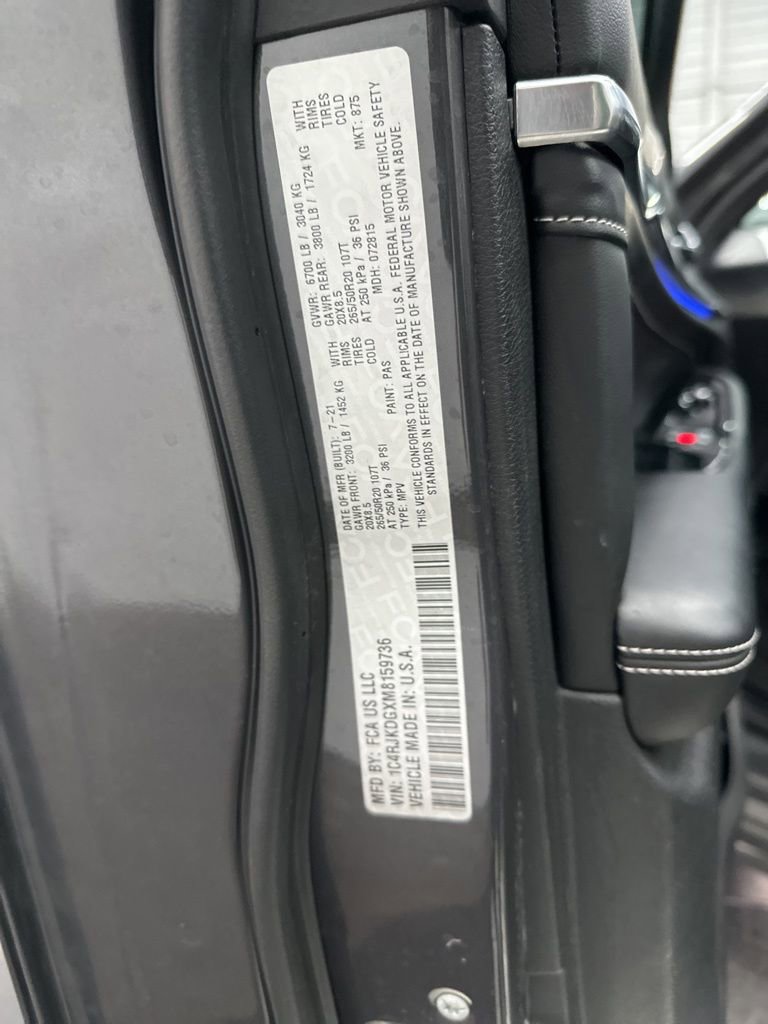 MFD BY: FCA US LLC
VIN: 1C4RJKDGXM8159736
VEHICLE MADE IN: U.S.A.
DATE OF MFR (BUILT): 7-21
GAWR FRONT: 3200 LB / 1452 KG WITH
20X8.5 RIMS
265/50R20 107T TIRES
AT 250 kPa / 36 PSI COLD
TYPE: MPV PAINT: PAS
GVWR: 6700 LB / 3040 KG
GAWR REAR: 3800 LB / 1724 KG WITH
20X8.5 RIMS
265/50R20 107T TIRES
AT 250 kPa / 36 PSI COLD
MDH: 072815 MKT: 875
THIS VEHICLE CONFORMS TO ALL APPLICABLE U.S.A. FEDERAL MOTOR VEHICLE SAFETY
STANDARDS IN EFFECT ON THE DATE OF MANUFACTURE SHOWN ABOVE.